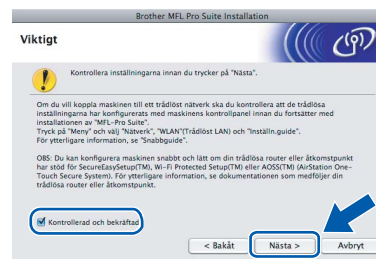 Brother MFL Pro Suite Installation
Viktigt
Kontrollera inställningarna innan du trycker på "Nästa".
Om du vill koppla maskinen till ett trådlöst nätverk ska du kontrollera att de trådlösa
inställningarna har konfigurerats med maskinens kontrollpanel innan du fortsätter med
installationen av "MFL-Pro Suite".
Tryck på "Meny" och välj "Nätverk", "WLAN"(Trådlöst LAN) och "Inställn.guide".
För ytterligare information, se "Snabbguide".
OBS: Du kan konfigurera maskinen snabbt och lätt om din trådlösa router eller åtkomstpunkt
har stöd för SecureEasySetup(TM), Wi-Fi Protected Setup(TM) eller AOSS(TM) (AirStation One-
Touch Secure System). För ytterligare information, se dokumentationen som medföljer din
trådlösa router eller åtkomstpunkt.
Kontrollerad och bekräftad
< Bakåt
Nästa >
Avbryt